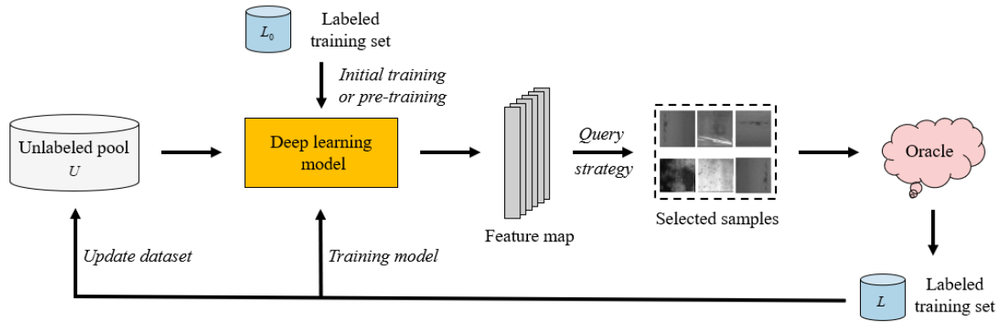 L0
Labeled
training set
Initial training
or pre-training
Unlabeled pool
U
Deep learning
model
Query
strategy
Oracle
Feature map
Selected samples
Update dataset
Training model
L
Labeled
training set